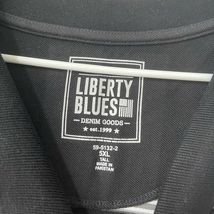 LIBERTY
BLUES
DENIM GOODS
est.1999
59-5132-2
5XL
TALL
MADE IN
PAKISTAN